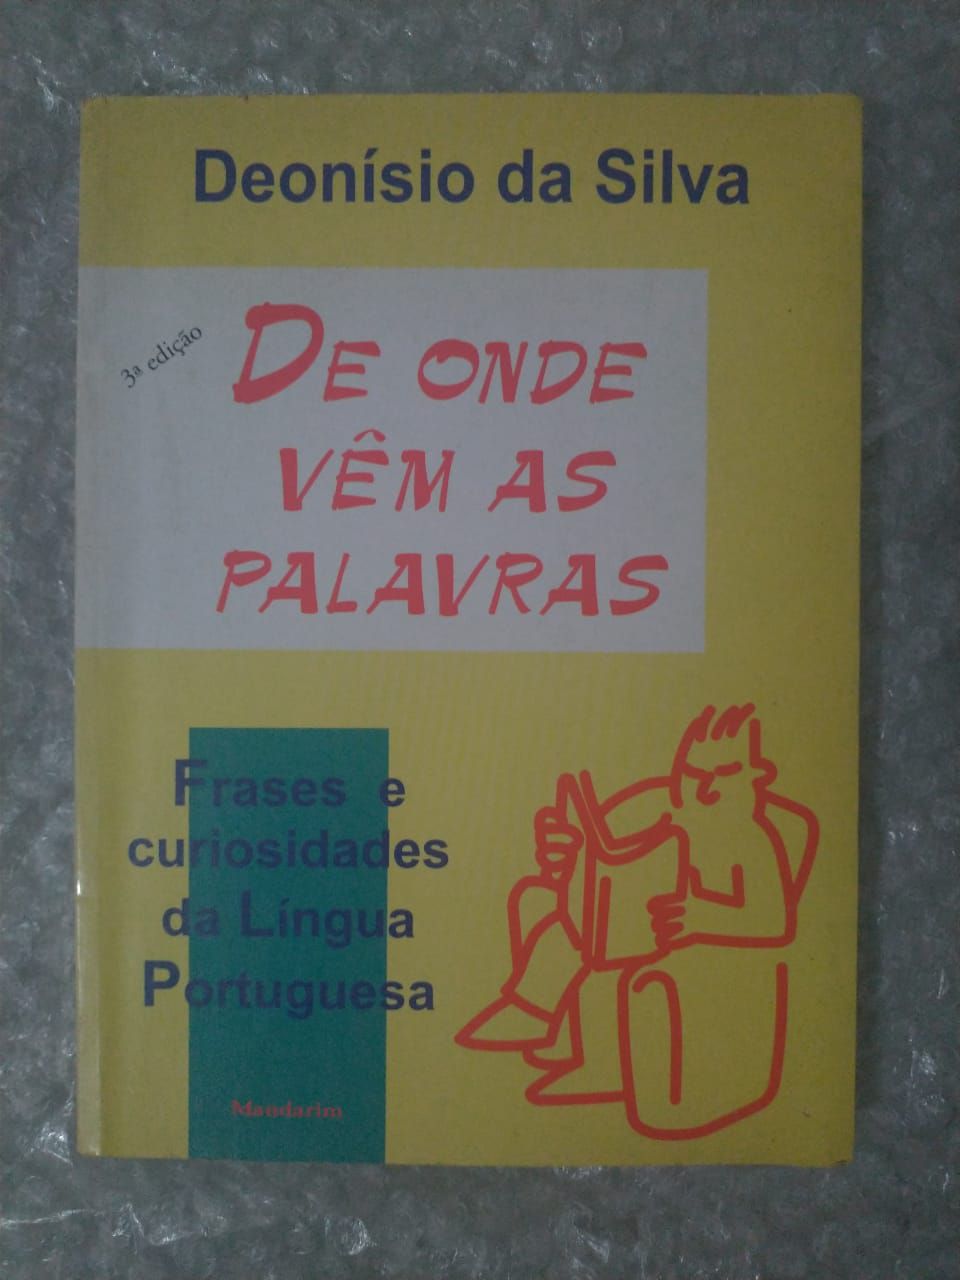 Deonísio da Silva
3ª edição
DE ONDE
VÊM AS
PALAVRAS
Frases e
curiosidades
da Língua
Portuguesa
Mandarim